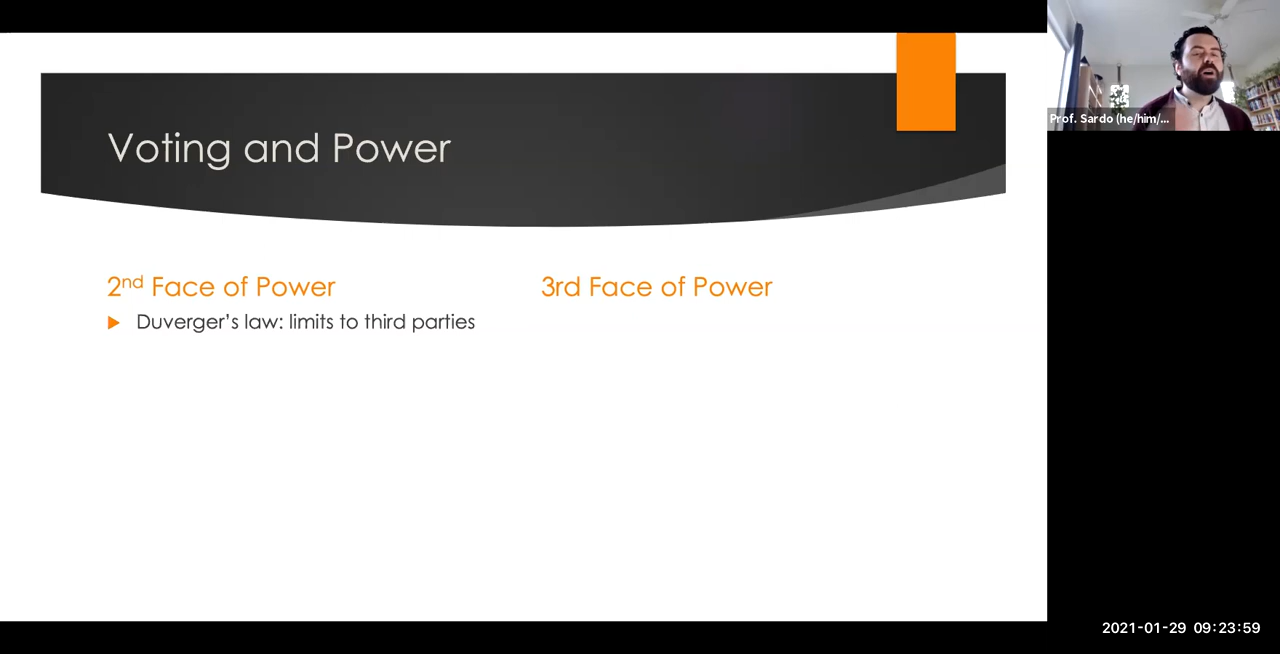 Voting and Power
Prof. Sardo (he/him/...
2nd Face of Power
3rd Face of Power
Duverger's law: limits to third parties
2021-01-29 09:23:59